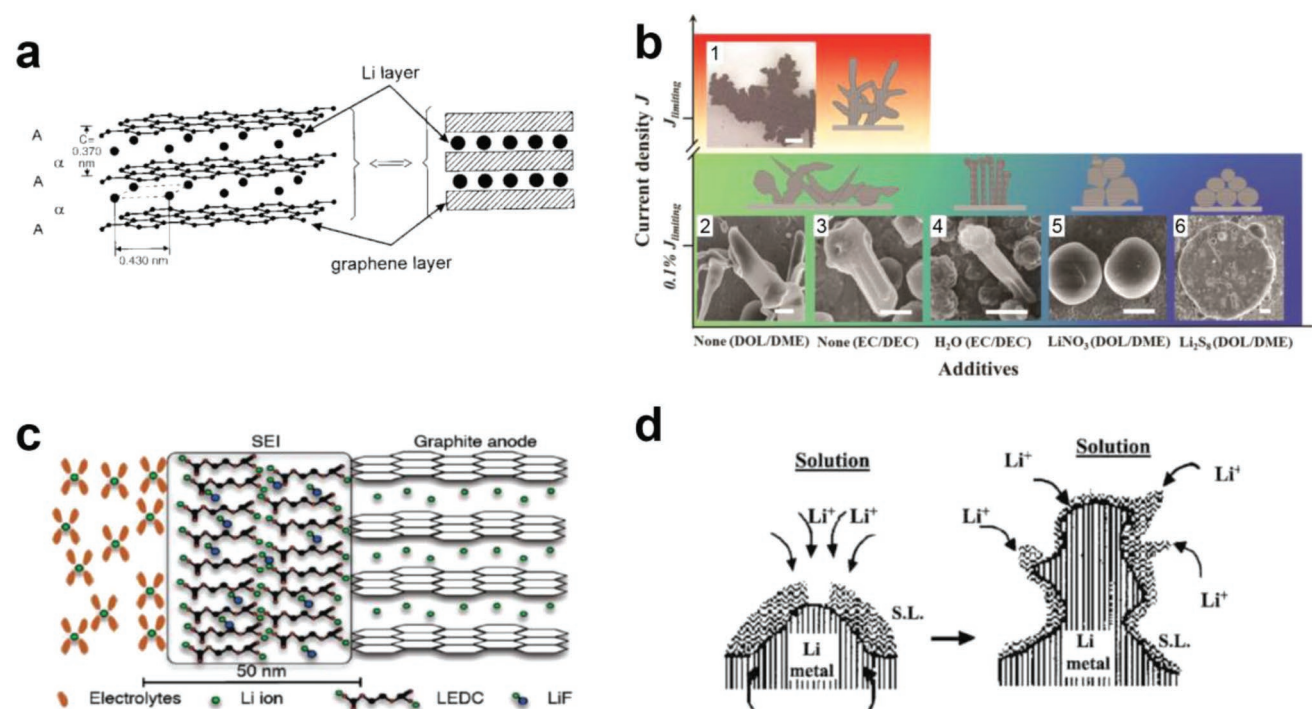 a
Li layer
A
C=
0.370
nm
α
A
α
A
0.430 nm
graphene layer
b
Current density J
J limiting
0.1% J limiting
1
2
3
4
5
6
None (DOL/DME)
None (EC/DEC)
H₂O (EC/DEC)
LiNO₃ (DOL/DME)
Li₂S₈ (DOL/DME)
Additives
c
SEI
Graphite anode
50 nm
Electrolytes
Li ion
LEDC
LiF
d
Solution
Li⁺
Li⁺
S.L.
Li
metal
Solution
Li⁺
Li⁺
Li⁺
Li⁺
S.L.
Li
metal